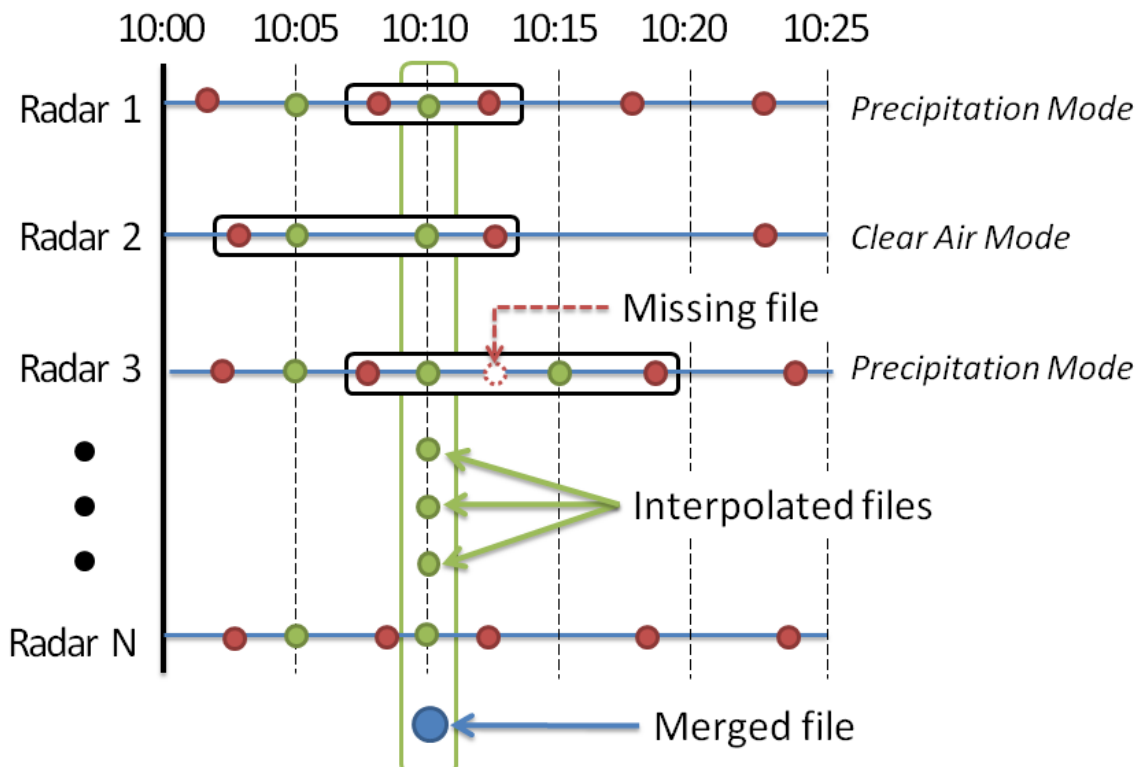 10:00 10:05 10:10 10:15 10:20 10:25
Radar 1
Precipitation Mode
Radar 2
Clear Air Mode
Missing file
Radar 3
Precipitation Mode
Interpolated files
Radar N
Merged file